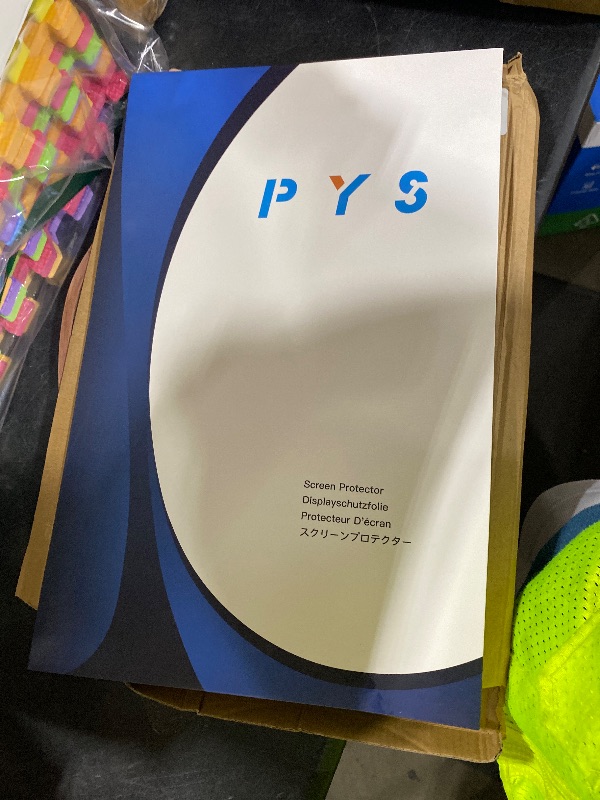 PYS
Screen Protector
Displayschutzfolie
Protecteur D'écran
スクリーンプロテクター